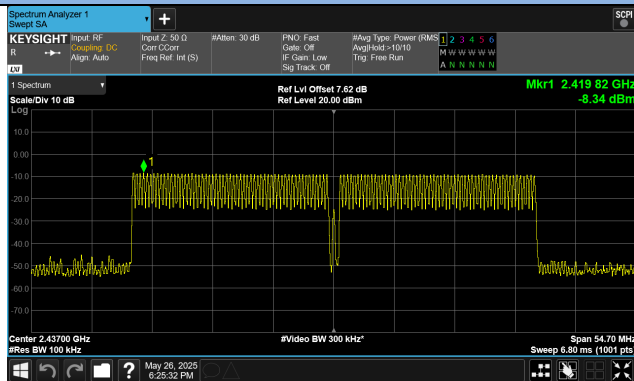 Spectrum Analyzer 1
Swept SA
KEYSIGHT
R
LXI
Input: RF
Coupling: DC
Align: Auto
Input Z: 50 Ω
Corr CCorr
Freq Ref: Int (S)
#Atten: 30 dB
PNO: Fast
Gate: Off
IF Gain: Low
Sig Track: Off
#Avg Type: Power (RMS
Avg|Hold:>10/10
Trig: Free Run
1 2 3 4 5 6
M W W W W W
A N N N N N
SCPI
1 Spectrum
Scale/Div 10 dB
Ref Lvl Offset 7.62 dB
Ref Level 20.00 dBm
Mkr1 2.419 82 GHz
-8.34 dBm
Log
10.0
0.00
-10.0
-20.0
-30.0
-40.0
-50.0
-60.0
-70.0
1
Center 2.43700 GHz
#Res BW 100 kHz
#Video BW 300 kHz*
Span 54.70 MHz
Sweep 6.80 ms (1001 pts)
?
May 26, 2025
6:25:32 PM